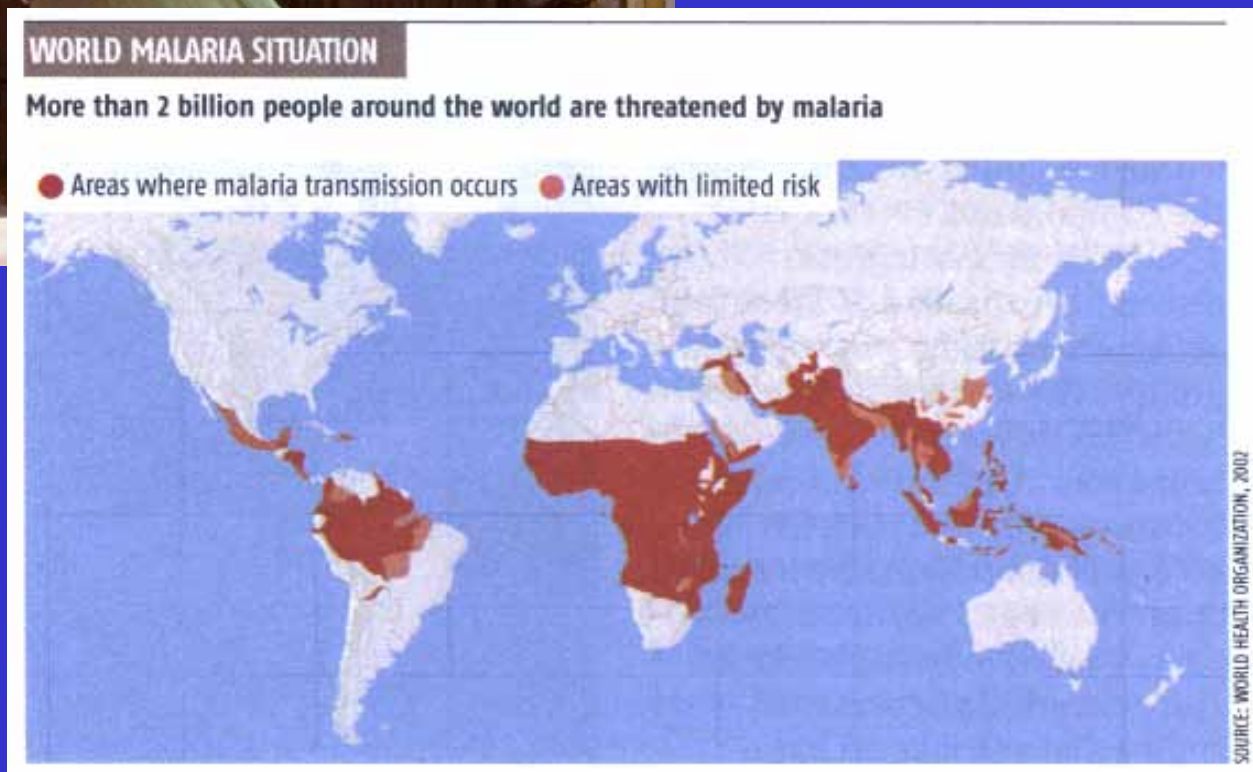 WORLD MALARIA SITUATION
More than 2 billion people around the world are threatened by malaria
Areas where malaria transmission occurs
Areas with limited risk
SOURCE: WORLD HEALTH ORGANIZATION, 2002